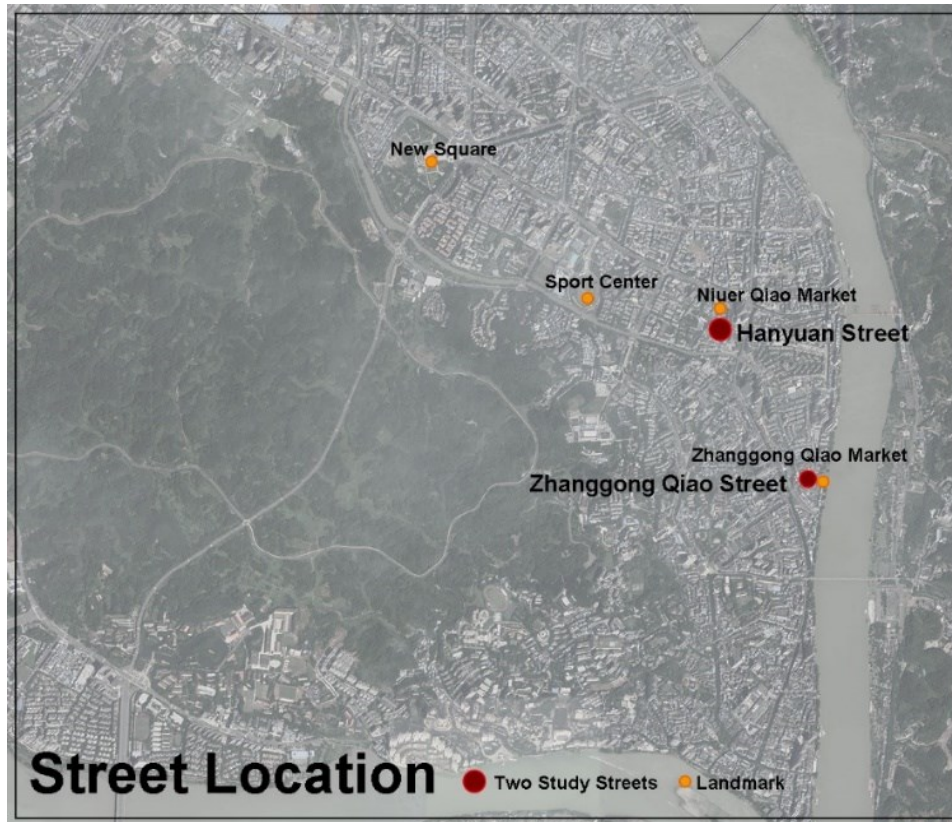 New Square
Sport Center
Niuer Qiao Market
Hanyuan Street
Zhanggong Qiao Market
Zhanggong Qiao Street
Street Location
Two Study Streets
Landmark